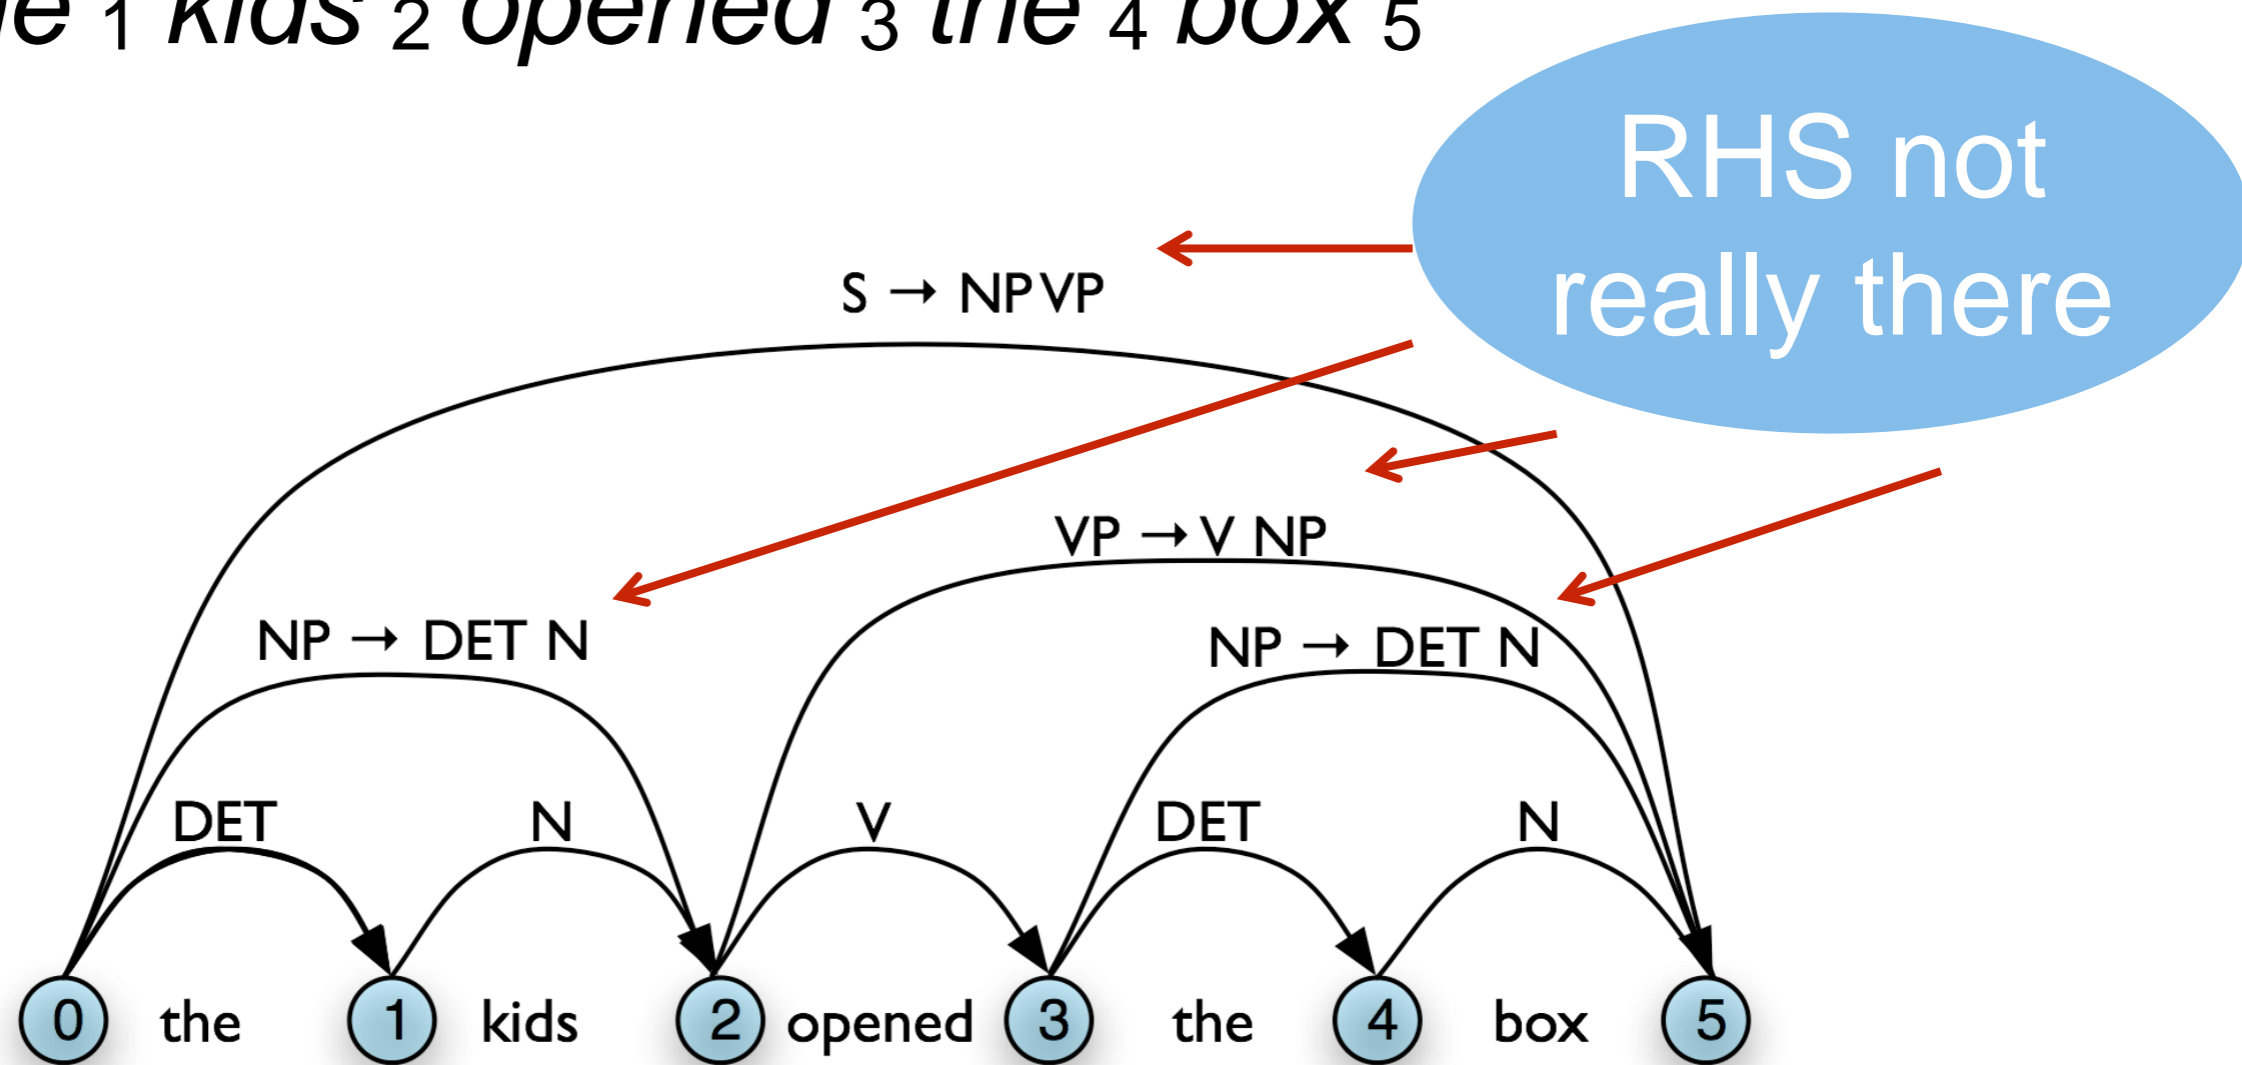 1 kids 2 opened 3 the 4 box 5
RHS not
really there
S → NP VP
VP → V NP
NP → DET N
NP → DET N
DET N V DET N
0 the 1 kids 2 opened 3 the 4 box 5